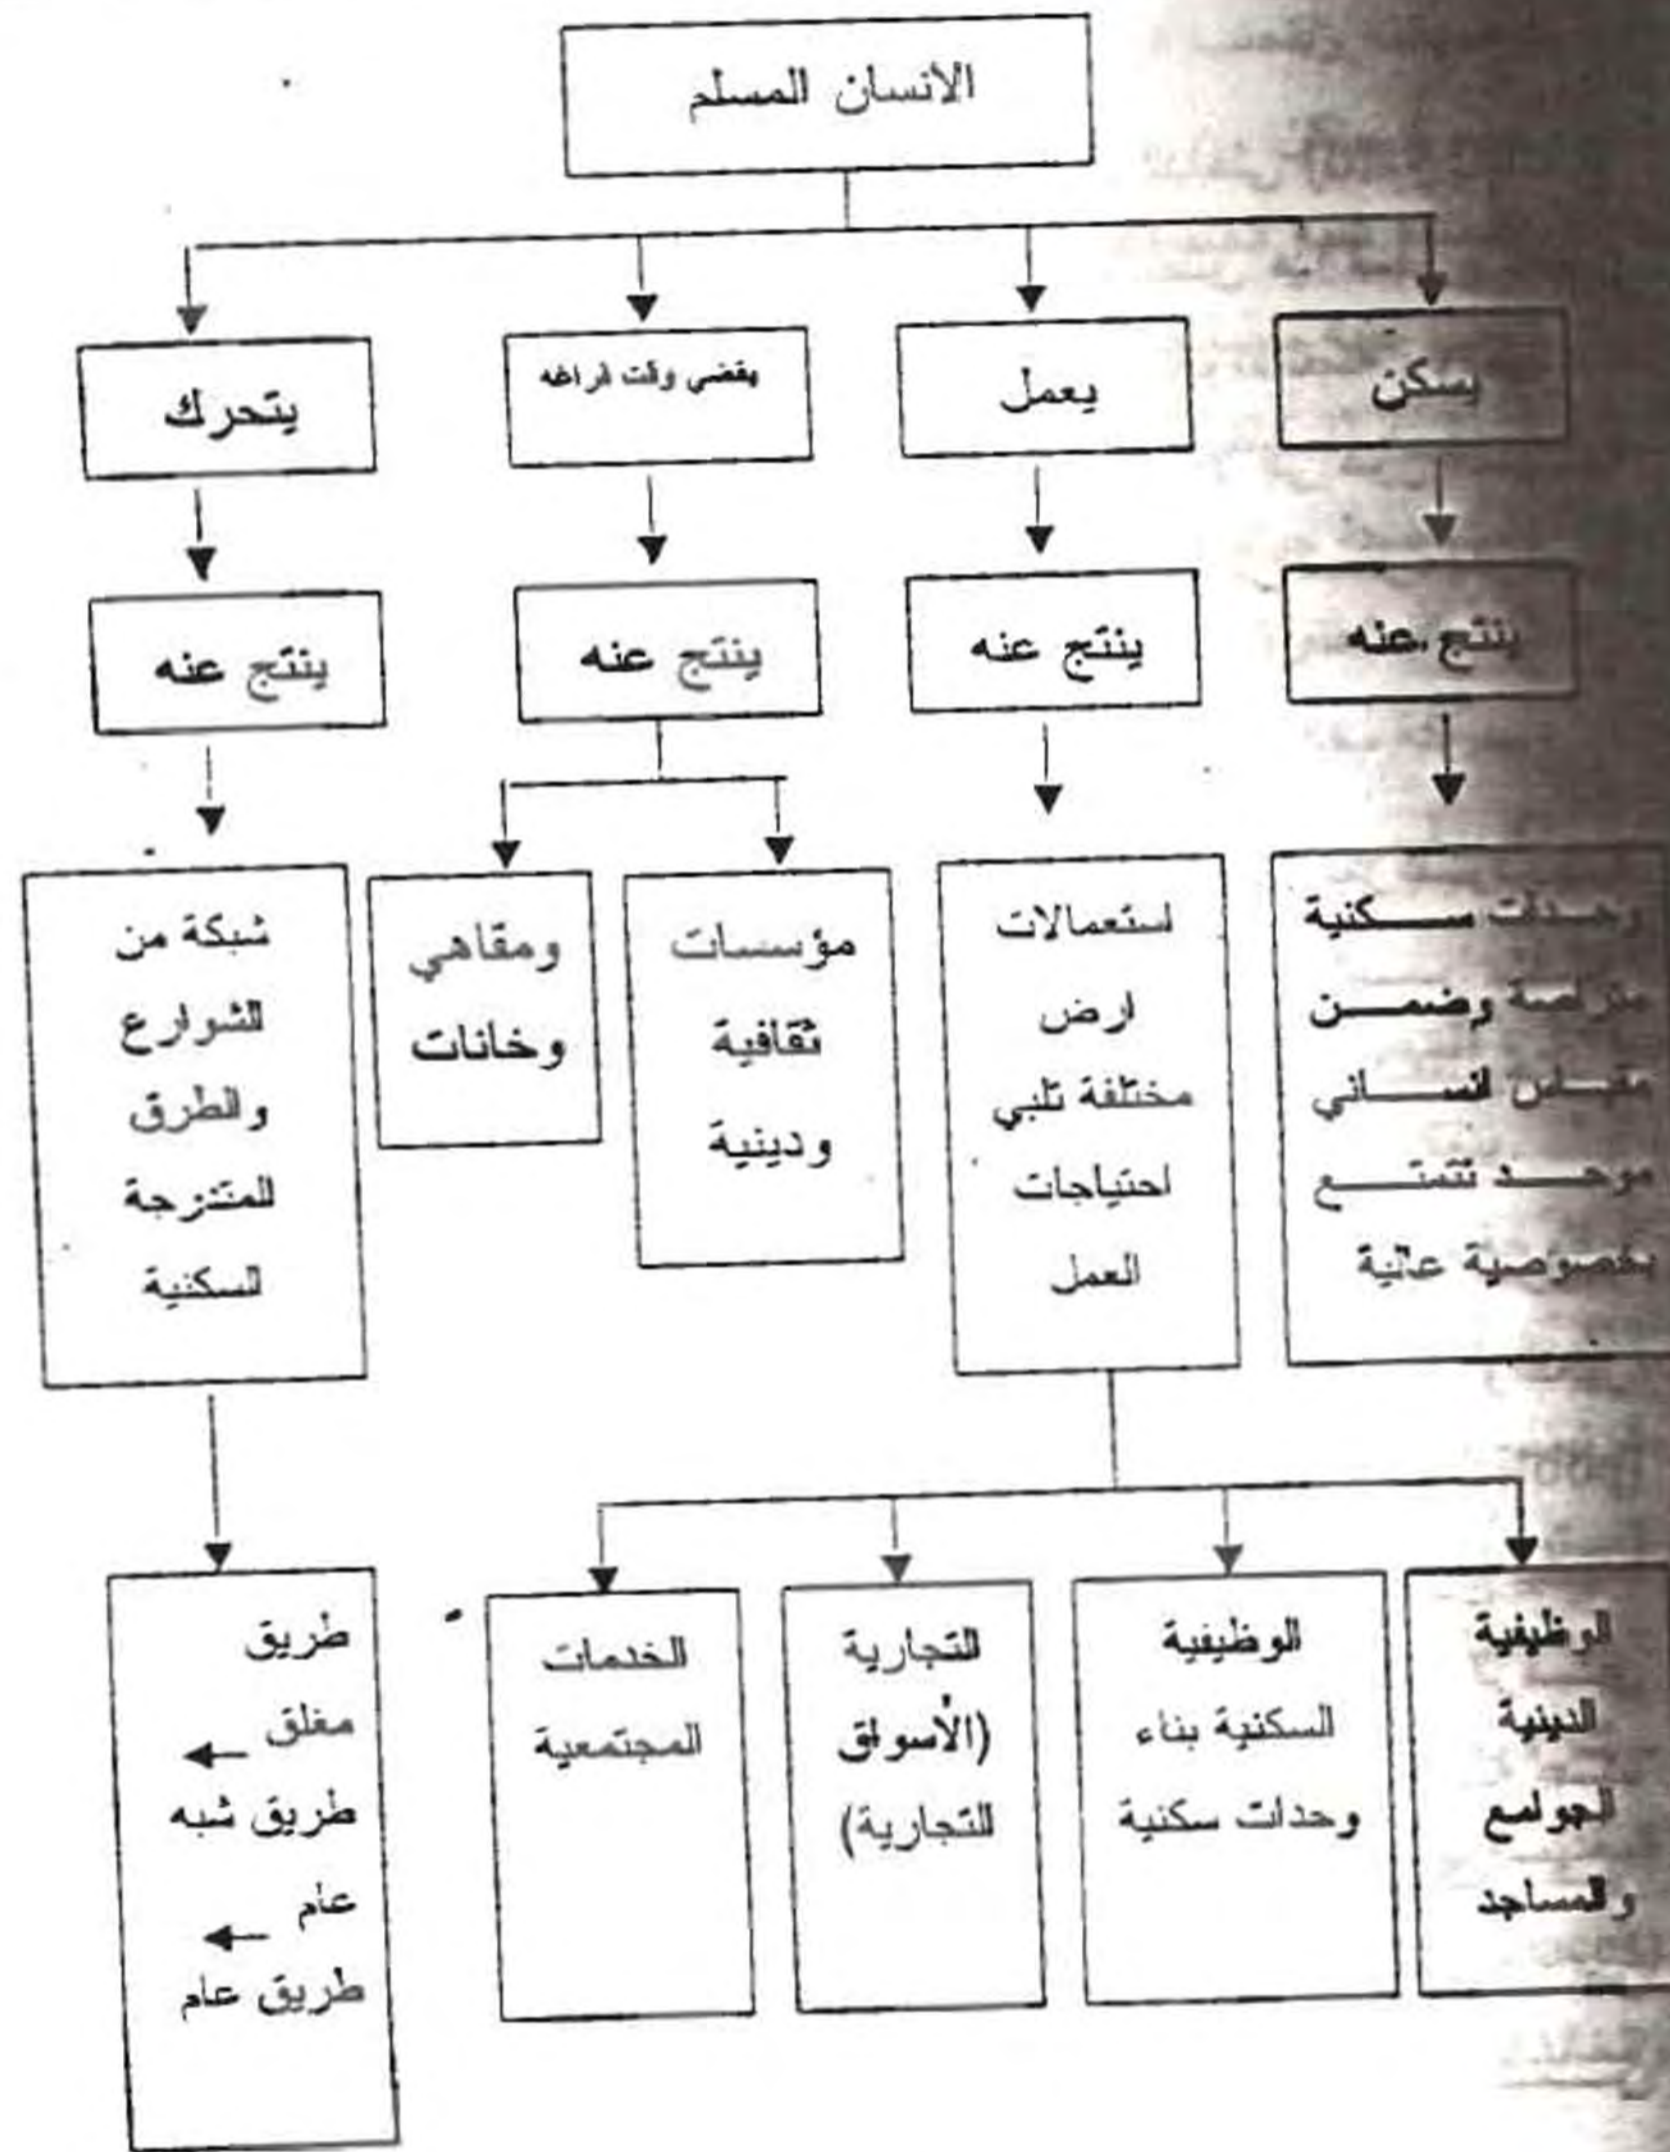 الانسان المسلم
يسكن
يعمل
يقضي وقت فراغه
يتحرك
ينتج عنه
ينتج عنه
ينتج عنه
ينتج عنه
وحدات سكنية
متراصة وضمن
مقياس انساني
موحد تتمتع
بخصوصية عالية
استعمالات
ارض
مختلفة تلبي
احتياجات
العمل
مؤسسات
ثقافية
ودينية
ومقاهي
وخانات
شبكة من
الشوارع
والطرق
المتدرجة
السكنية
الوظيفية
الدينية
الجوامع
والمساجد
الوظيفية
السكنية بناء
وحدات سكنية
التجارية
(الأسواق
التجارية)
الخدمات
المجتمعية
طريق
مغلق ←
طريق شبه
عام ←
طريق عام